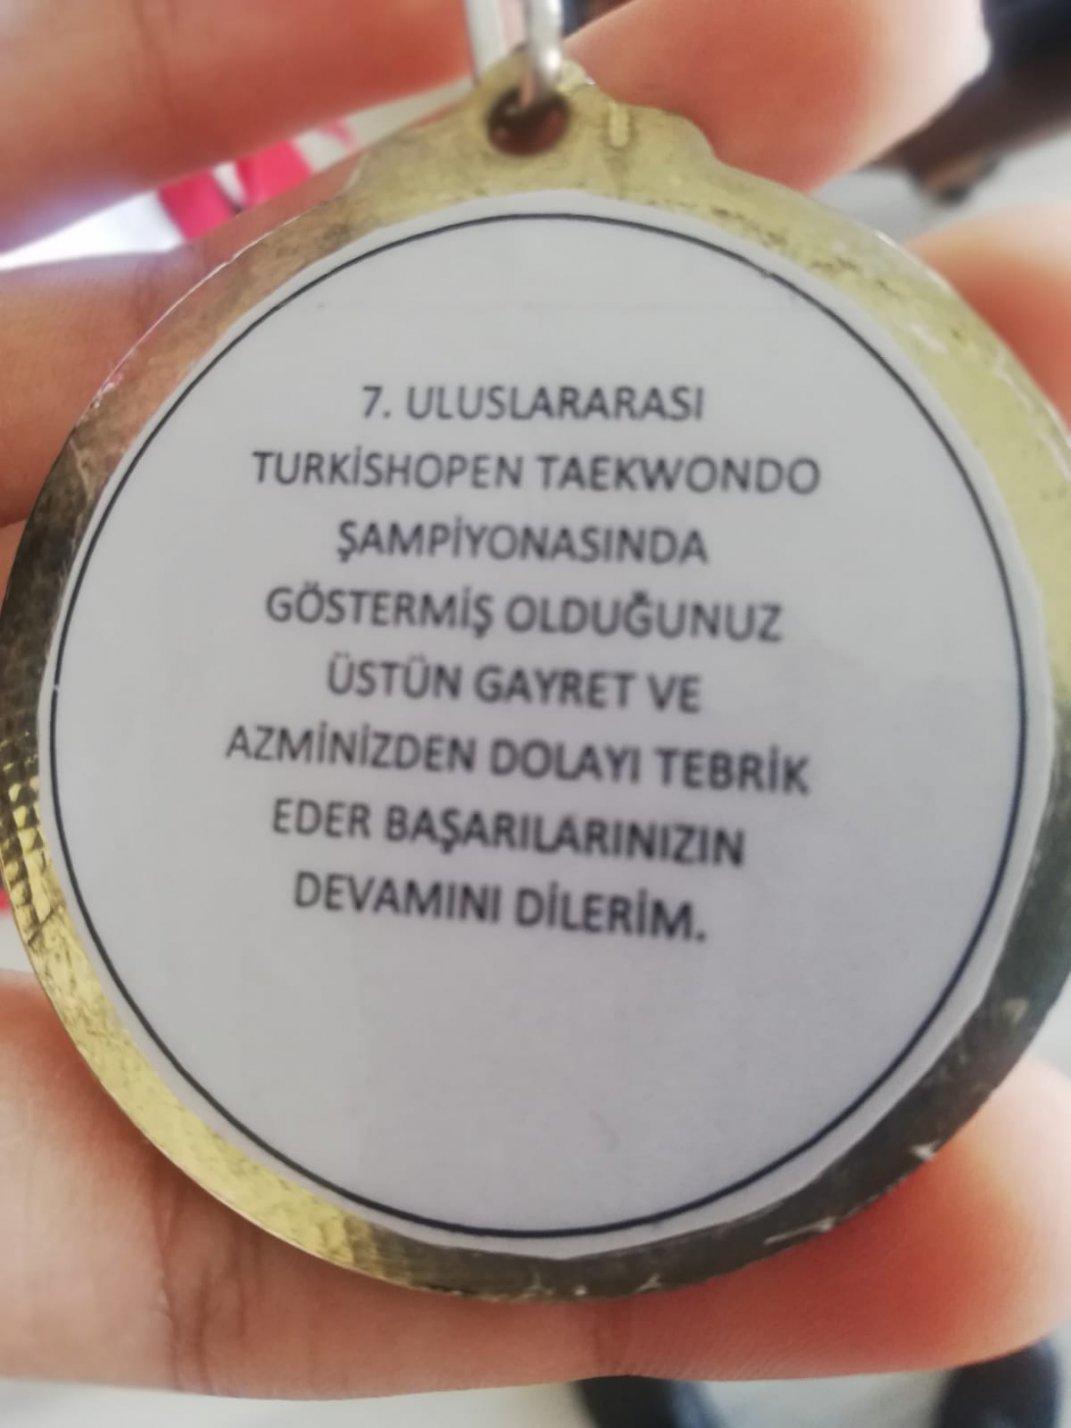 7. ULUSLARARASI
TURKİSHOPEN TAEKWONDO
ŞAMPİYONASINDA
GÖSTERMİŞ OLDUĞUNUZ
ÜSTÜN GAYRET VE
AZMİNİZDEN DOLAYI TEBRİK
EDER BAŞARILARINIZIN
DEVAMINI DİLERİM.